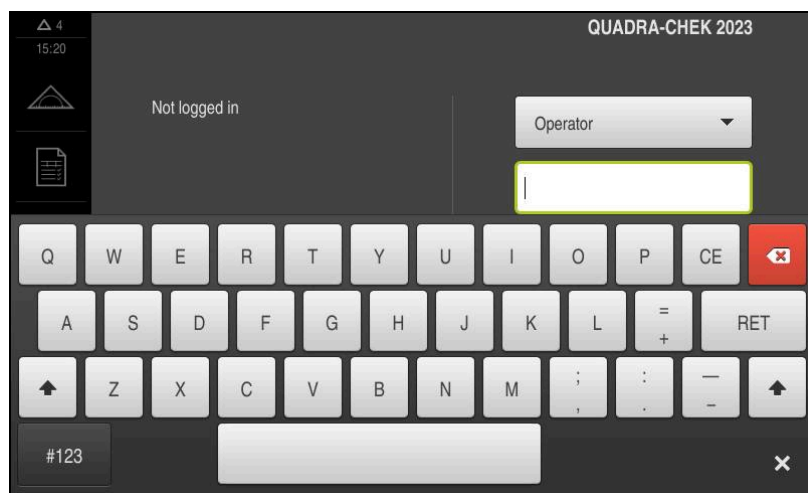 4
QUADRA-CHEK 2023
15:20
Not logged in
Operator
Q W E R T Y U I O P CE
A S D F G H J K L = + RET
Z X C V B N M ; , : . — –
#123